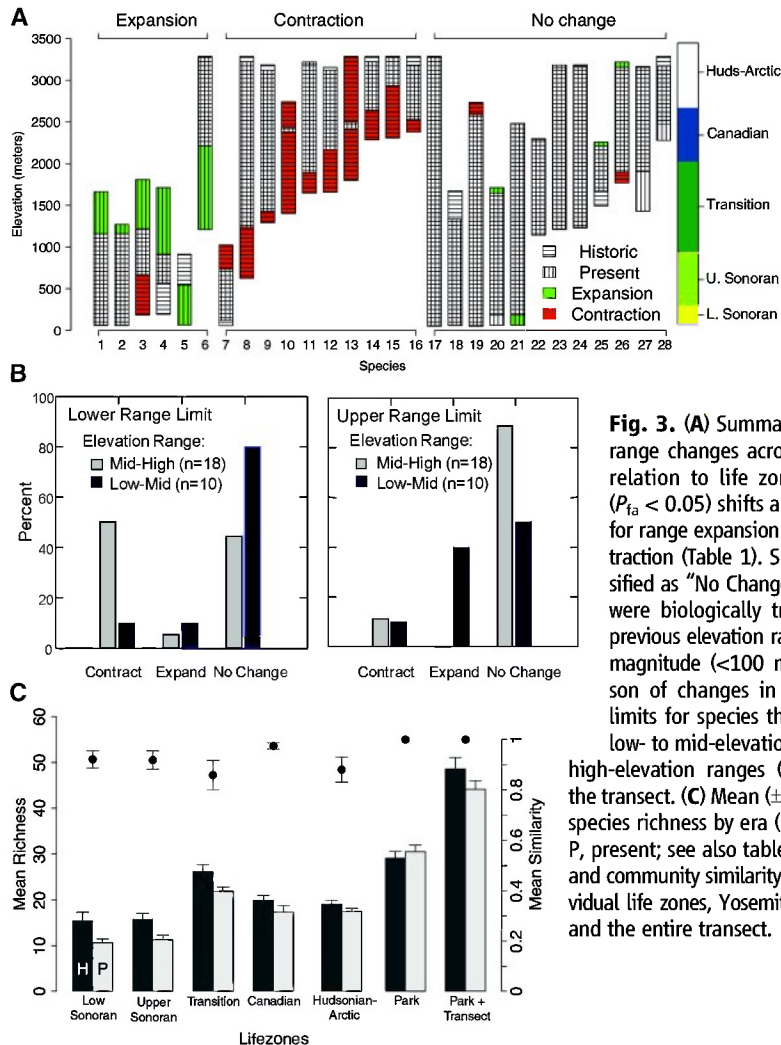 A
Expansion Contraction No change
3500
3000
2500
2000
1500
1000
500
0
Elevation (meters)
Huds-Arctic
Canadian
Transition
U. Sonoran
L. Sonoran
Historic
Present
Expansion
Contraction
1 2 3 4 5 6 7 8 9 10 11 12 13 14 15 16 17 18 19 20 21 22 23 24 25 26 27 28
Species
B
100
80
60
40
20
0
Percent
Lower Range Limit
Elevation Range:
Mid-High (n=18)
Low-Mid (n=10)
Contract Expand No Change
Upper Range Limit
Elevation Range:
Mid-High (n=18)
Low-Mid (n=10)
Contract Expand No Change
C
60
50
40
30
20
10
0
Mean Richness
H P
1
0.8
0.6
0.4
0.2
0
Mean Similarity
Low Sonoran
Upper Sonoran
Transition
Canadian
Hudsonian-Arctic
Park
Park + Transect
Lifezones
Fig. 3. (A) Summa
range changes acro
relation to life zor
(Pfa < 0.05) shifts a
for range expansion
traction (Table 1). S
sified as "No Change
were biologically tr
previous elevation ra
magnitude (<100 n
son of changes in
limits for species th
low- to mid-elevatio
high-elevation ranges (
the transect. (C) Mean (±
species richness by era (
P, present; see also table
and community similarity
vidual life zones, Yosemit
and the entire transect.